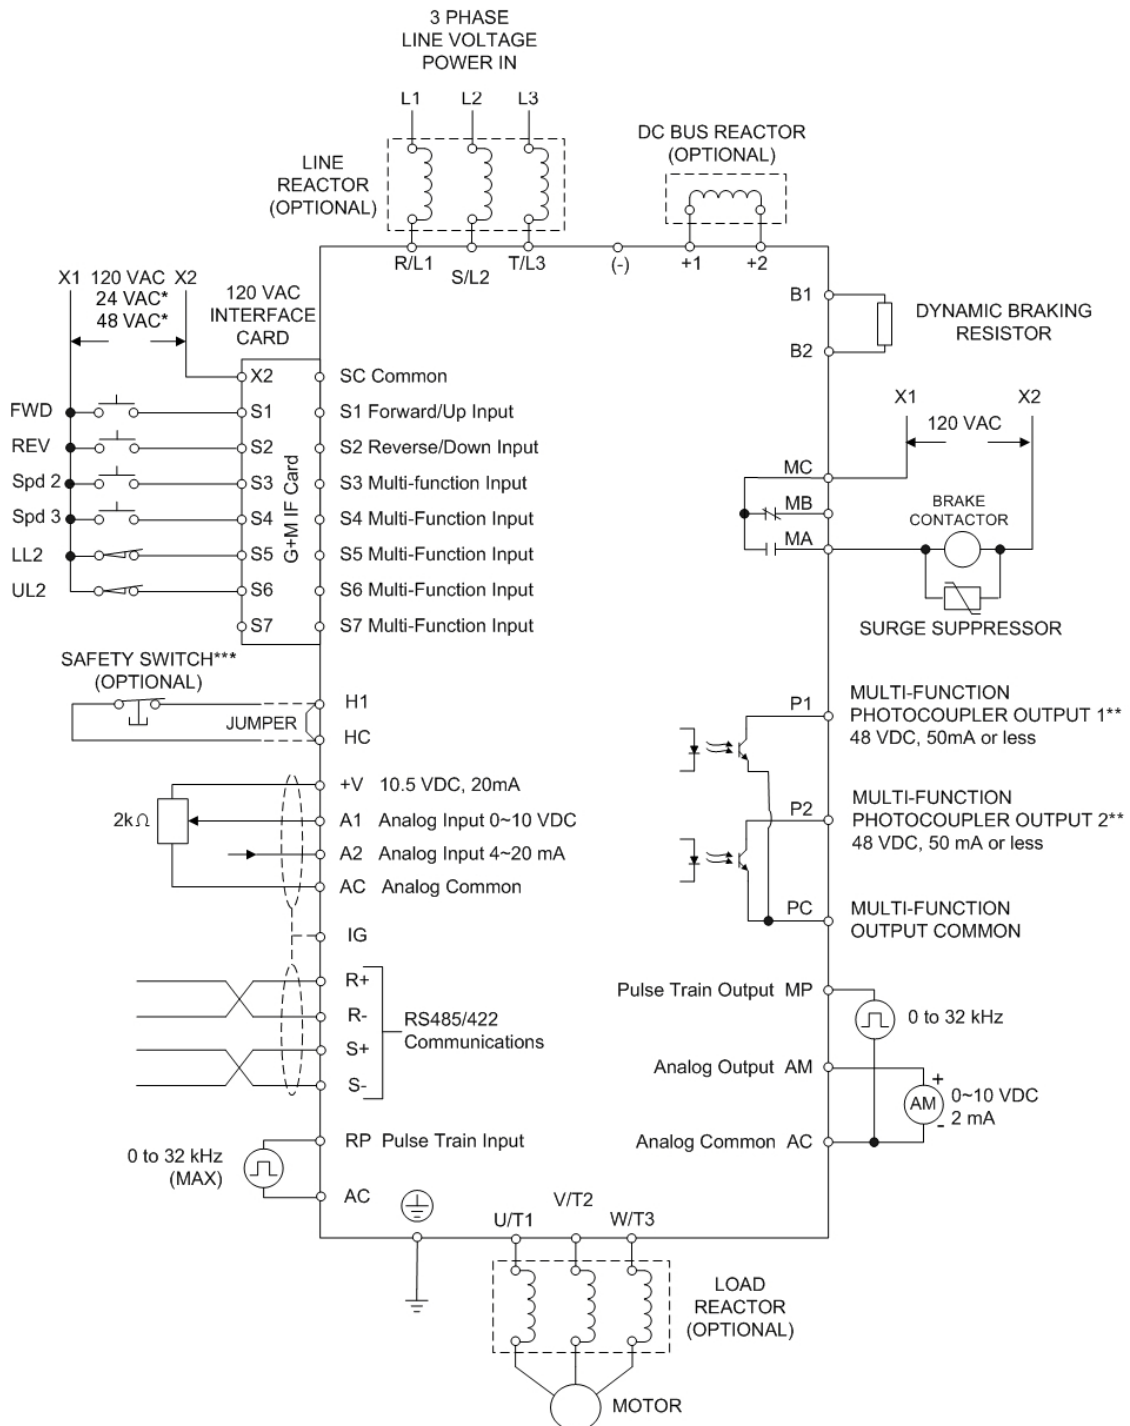 3 PHASE
LINE VOLTAGE
POWER IN
L1 L2 L3
LINE
REACTOR
(OPTIONAL)
DC BUS REACTOR
(OPTIONAL)
R/L1 S/L2 T/L3 (-) +1 +2
X1 120 VAC X2
24 VAC*
48 VAC*
120 VAC
INTERFACE
CARD
B1
B2
DYNAMIC BRAKING
RESISTOR
X2 SC Common
FWD S1 S1 Forward/Up Input
REV S2 S2 Reverse/Down Input
Spd 2 S3 S3 Multi-function Input
Spd 3 S4 S4 Multi-Function Input
LL2 S5 S5 Multi-Function Input
UL2 S6 S6 Multi-Function Input
S7 S7 Multi-Function Input
G+M IF Card
X1 X2
120 VAC
MC
MB
MA
BRAKE
CONTACTOR
SURGE SUPPRESSOR
SAFETY SWITCH***
(OPTIONAL)
JUMPER
H1
HC
P1
MULTI-FUNCTION
PHOTOCOUPLER OUTPUT 1**
48 VDC, 50mA or less
+V 10.5 VDC, 20mA
2kΩ
A1 Analog Input 0~10 VDC
A2 Analog Input 4~20 mA
AC Analog Common
P2
MULTI-FUNCTION
PHOTOCOUPLER OUTPUT 2**
48 VDC, 50 mA or less
PC
MULTI-FUNCTION
OUTPUT COMMON
IG
R+
R-
S+
S-
RS485/422
Communications
Pulse Train Output MP
0 to 32 kHz
Analog Output AM
+
AM
-
0~10 VDC
2 mA
Analog Common AC
RP Pulse Train Input
0 to 32 kHz
(MAX)
AC
U/T1 V/T2 W/T3
LOAD
REACTOR
(OPTIONAL)
MOTOR